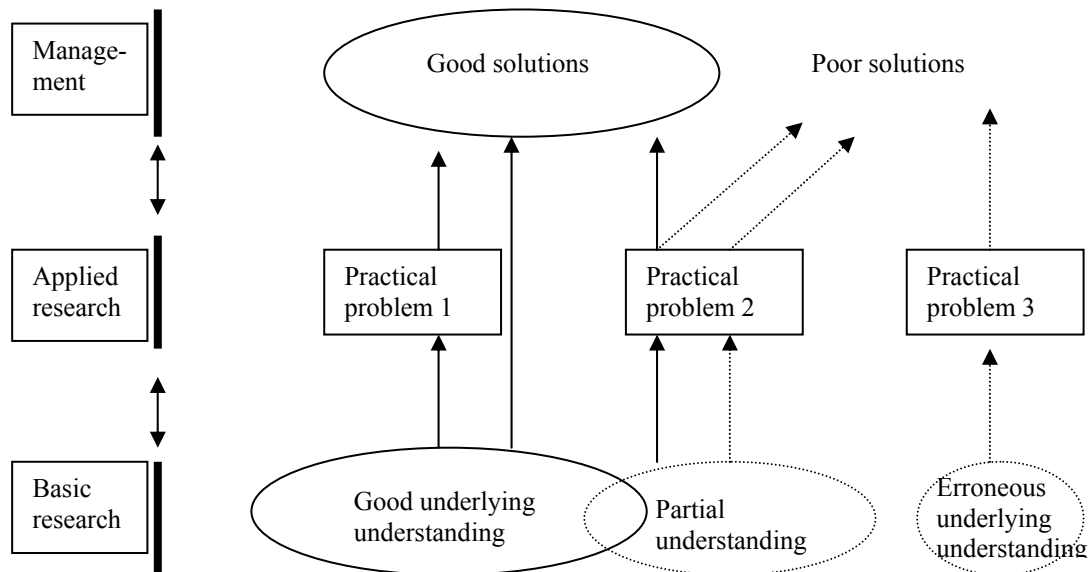 Manage-
ment
Good solutions
Poor solutions
Applied
research
Practical
problem 1
Practical
problem 2
Practical
problem 3
Basic
research
Good underlying
understanding
Partial
understanding
Erroneous
underlying
understanding